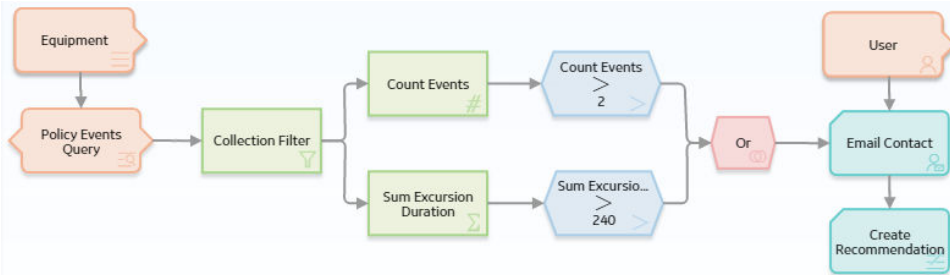 Equipment
User
Count Events
Count Events
>
2
Policy Events
Query
Collection Filter
Or
Email Contact
Sum Excursion
Duration
Sum Excursio...
>
240
Create
Recommendation